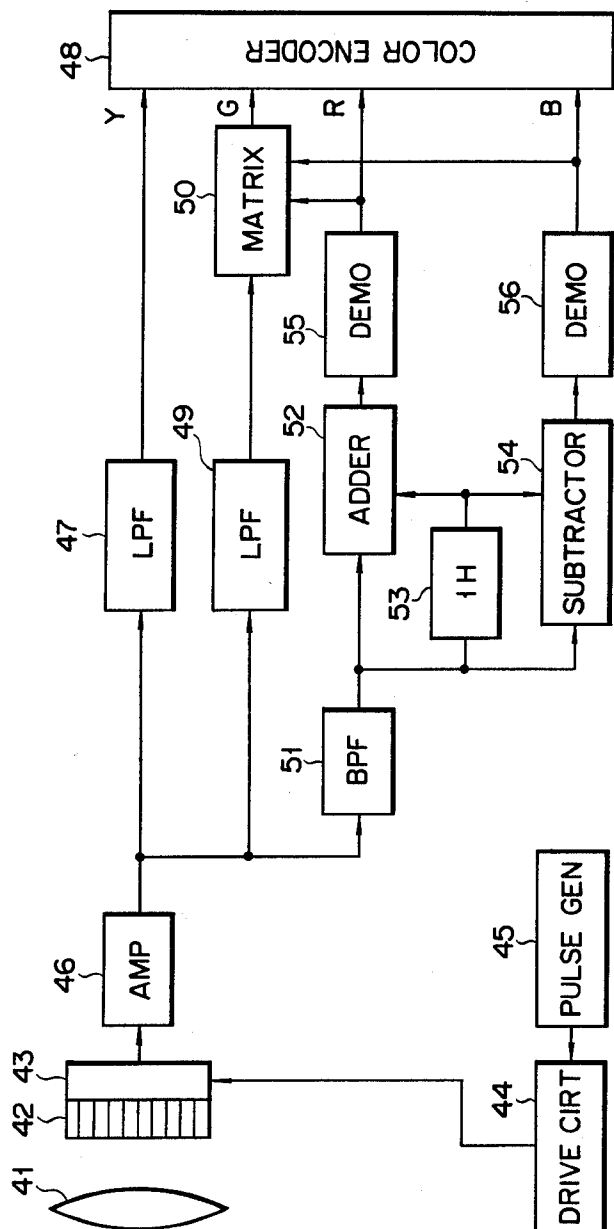 41
42
43
46
AMP
47
LPF
49
LPF
50
MATRIX
48
COLOR ENCODER
Y
G
R
B
51
BPF
52
ADDER
53
1H
54
SUBTRACTOR
55
DEMO
56
DEMO
44
DRIVE CIRT
45
PULSE GEN